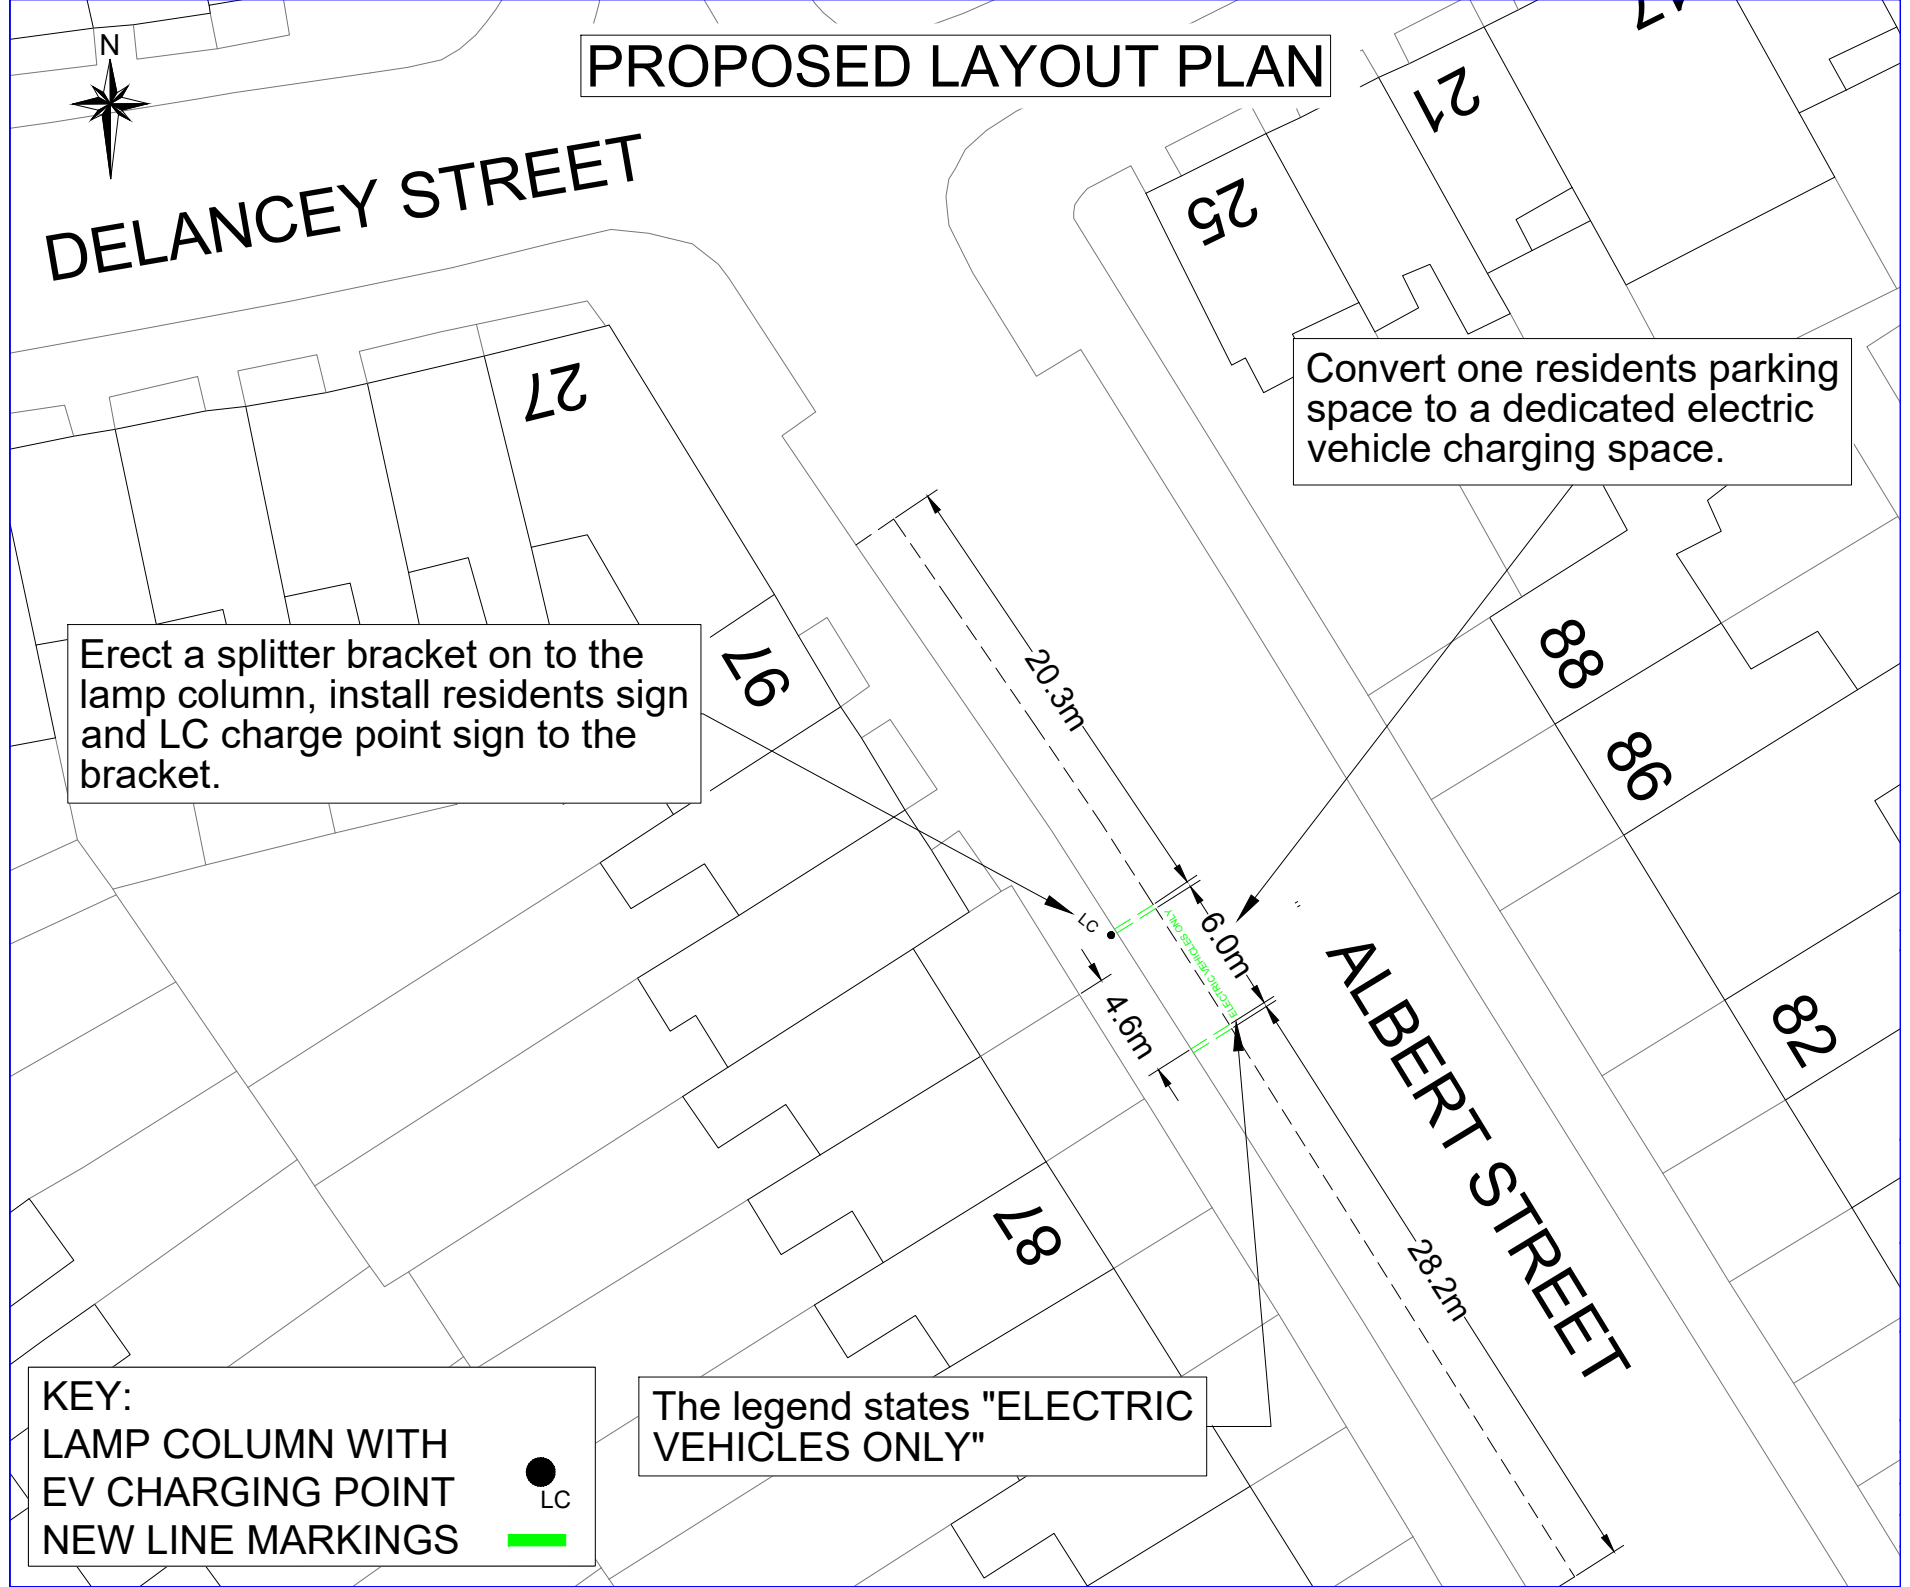 N
PROPOSED LAYOUT PLAN
DELANCEY STREET
21
25
27
Convert one residents parking
space to a dedicated electric
vehicle charging space.
Erect a splitter bracket on to the
lamp column, install residents sign
and LC charge point sign to the
bracket.
97
20.3m
88
86
LC
ELECTRIC VEHICLES ONLY
6.0m
4.6m
ALBERT STREET
82
87
28.2m
The legend states "ELECTRIC
VEHICLES ONLY"
KEY:
LAMP COLUMN WITH
EV CHARGING POINT
LC
NEW LINE MARKINGS